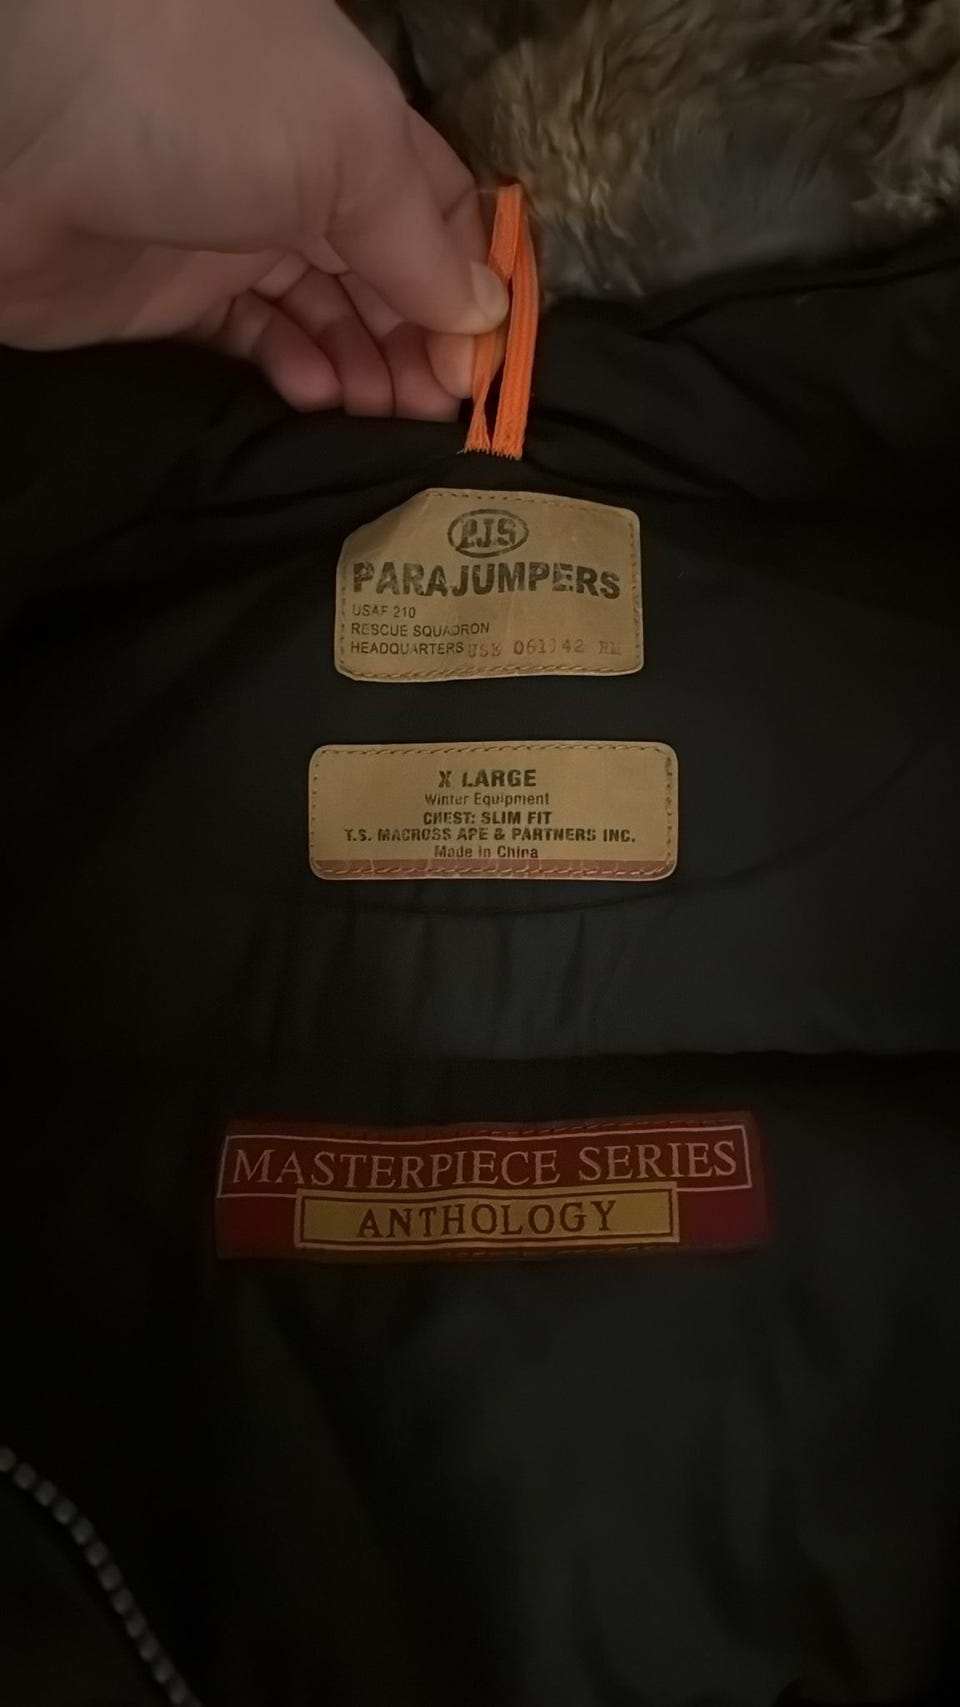 PJS
PARAJUMPERS
USAF 210
RESCUE SQUADRON
HEADQUARTERS USE
X LARGE
Winter Equipment
CHEST: SLIM FIT
T.S. MACROSS APE & PARTNERS INC.
Made in China
MASTERPIECE SERIES
ANTHOLOGY